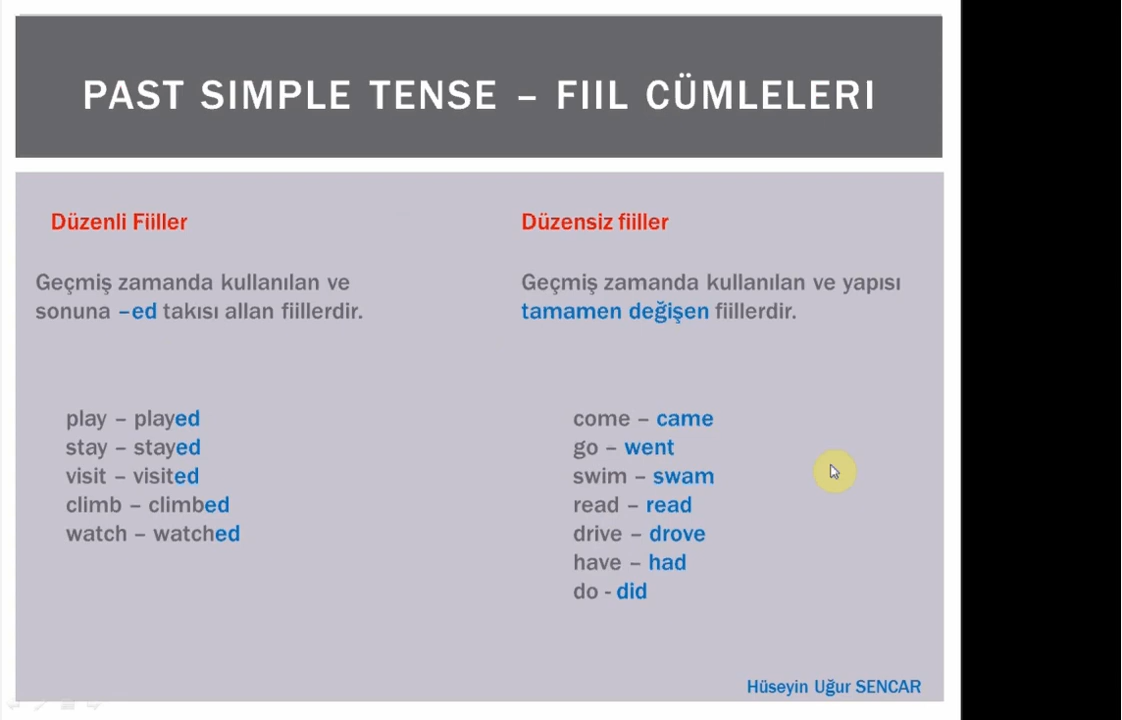 PAST SIMPLE TENSE – FIIL CÜMLELERI
Düzenli Fiiller
Geçmiş zamanda kullanılan ve
sonuna –ed takısı allan fiillerdir.
play – played
stay – stayed
visit – visited
climb – climbed
watch – watched
Düzensiz fiiller
Geçmiş zamanda kullanılan ve yapısı
tamamen değişen fiillerdir.
come – came
go – went
swim – swam
read – read
drive – drove
have – had
do - did
Hüseyin Uğur SENCAR